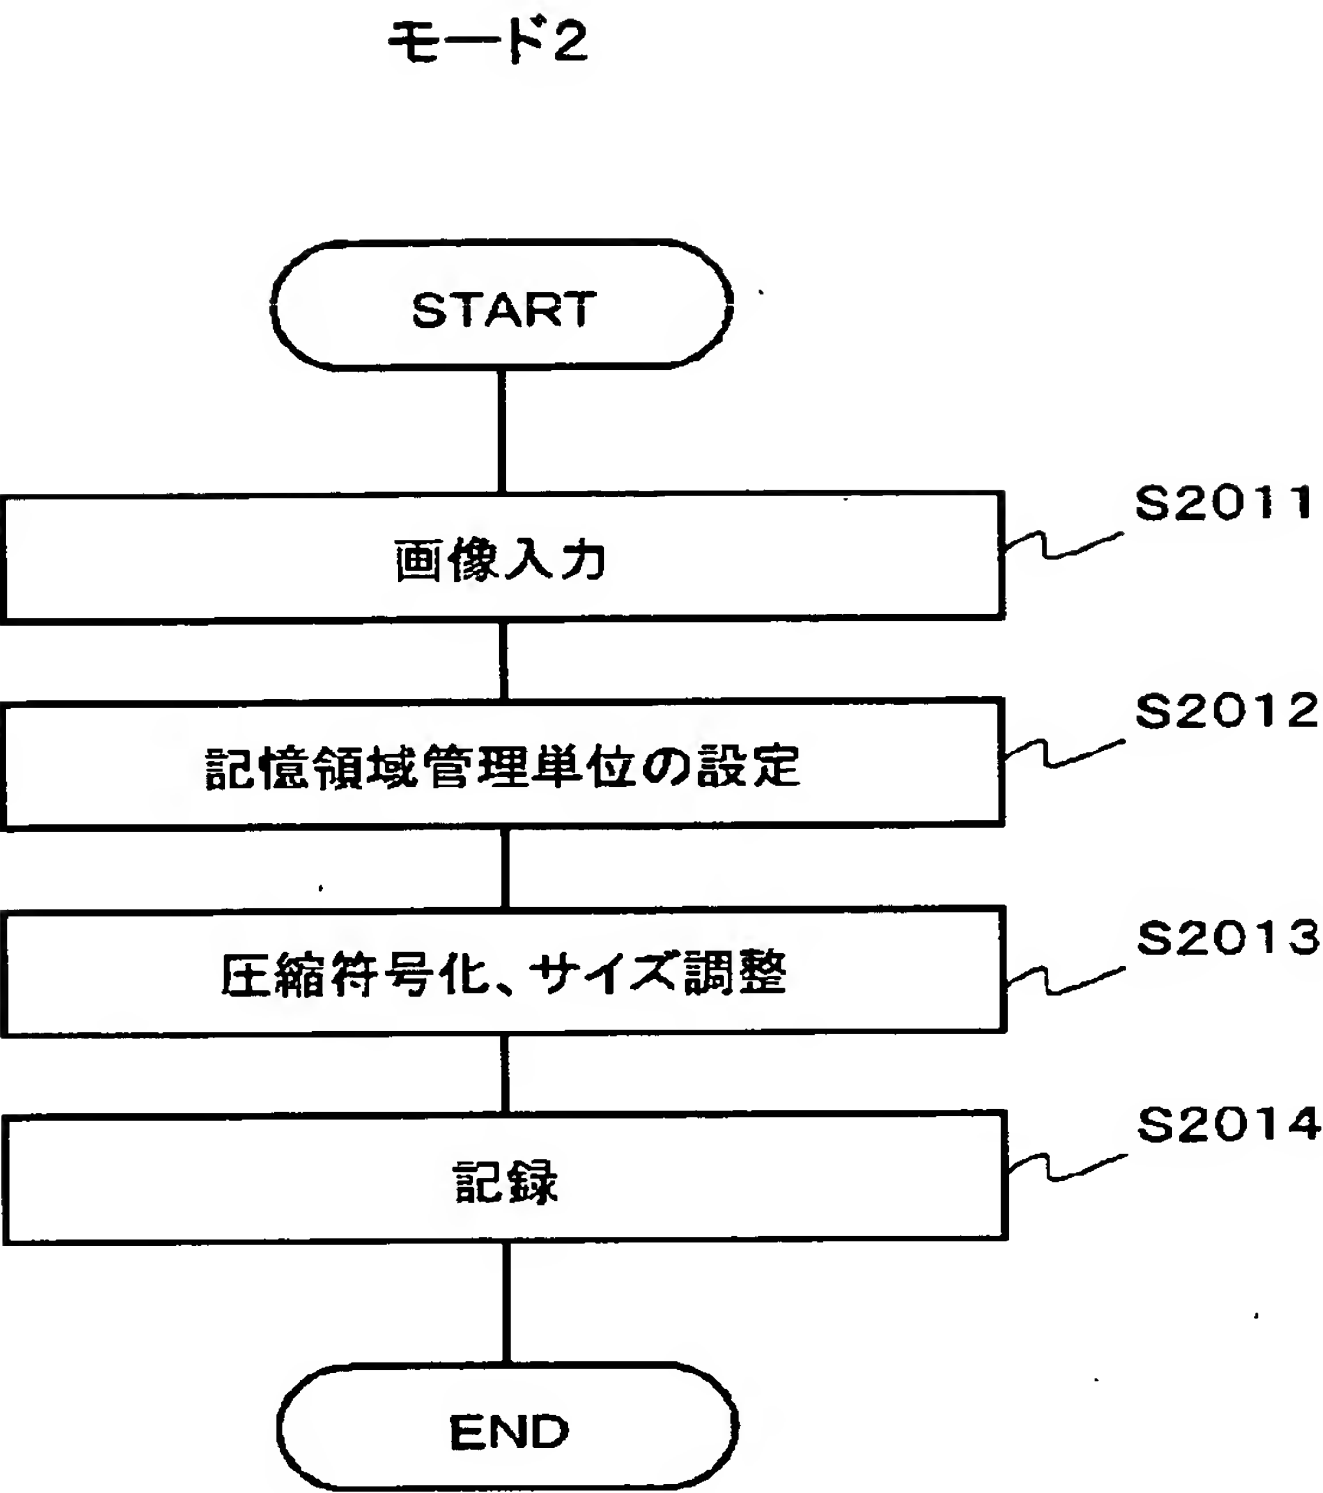 モード2
START
画像入力
S2011
記憶領域管理単位の設定
S2012
圧縮符号化、サイズ調整
S2013
記録
S2014
END